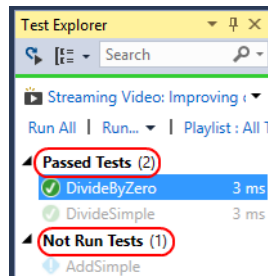 Test Explorer
Search
Streaming Video: Improving
Run All | Run... | Playlist : All
Passed Tests (2)
DivideByZero 3 ms
DivideSimple 3 ms
Not Run Tests (1)
AddSimple